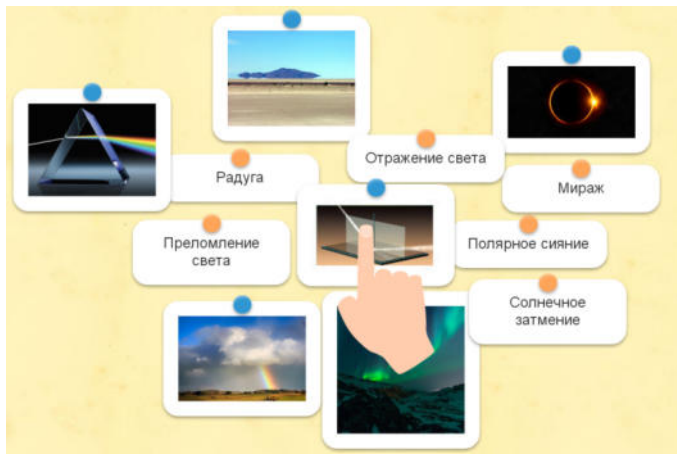 Отражение света
Радуга
Мираж
Преломление
света
Полярное сияние
Солнечное
затмение